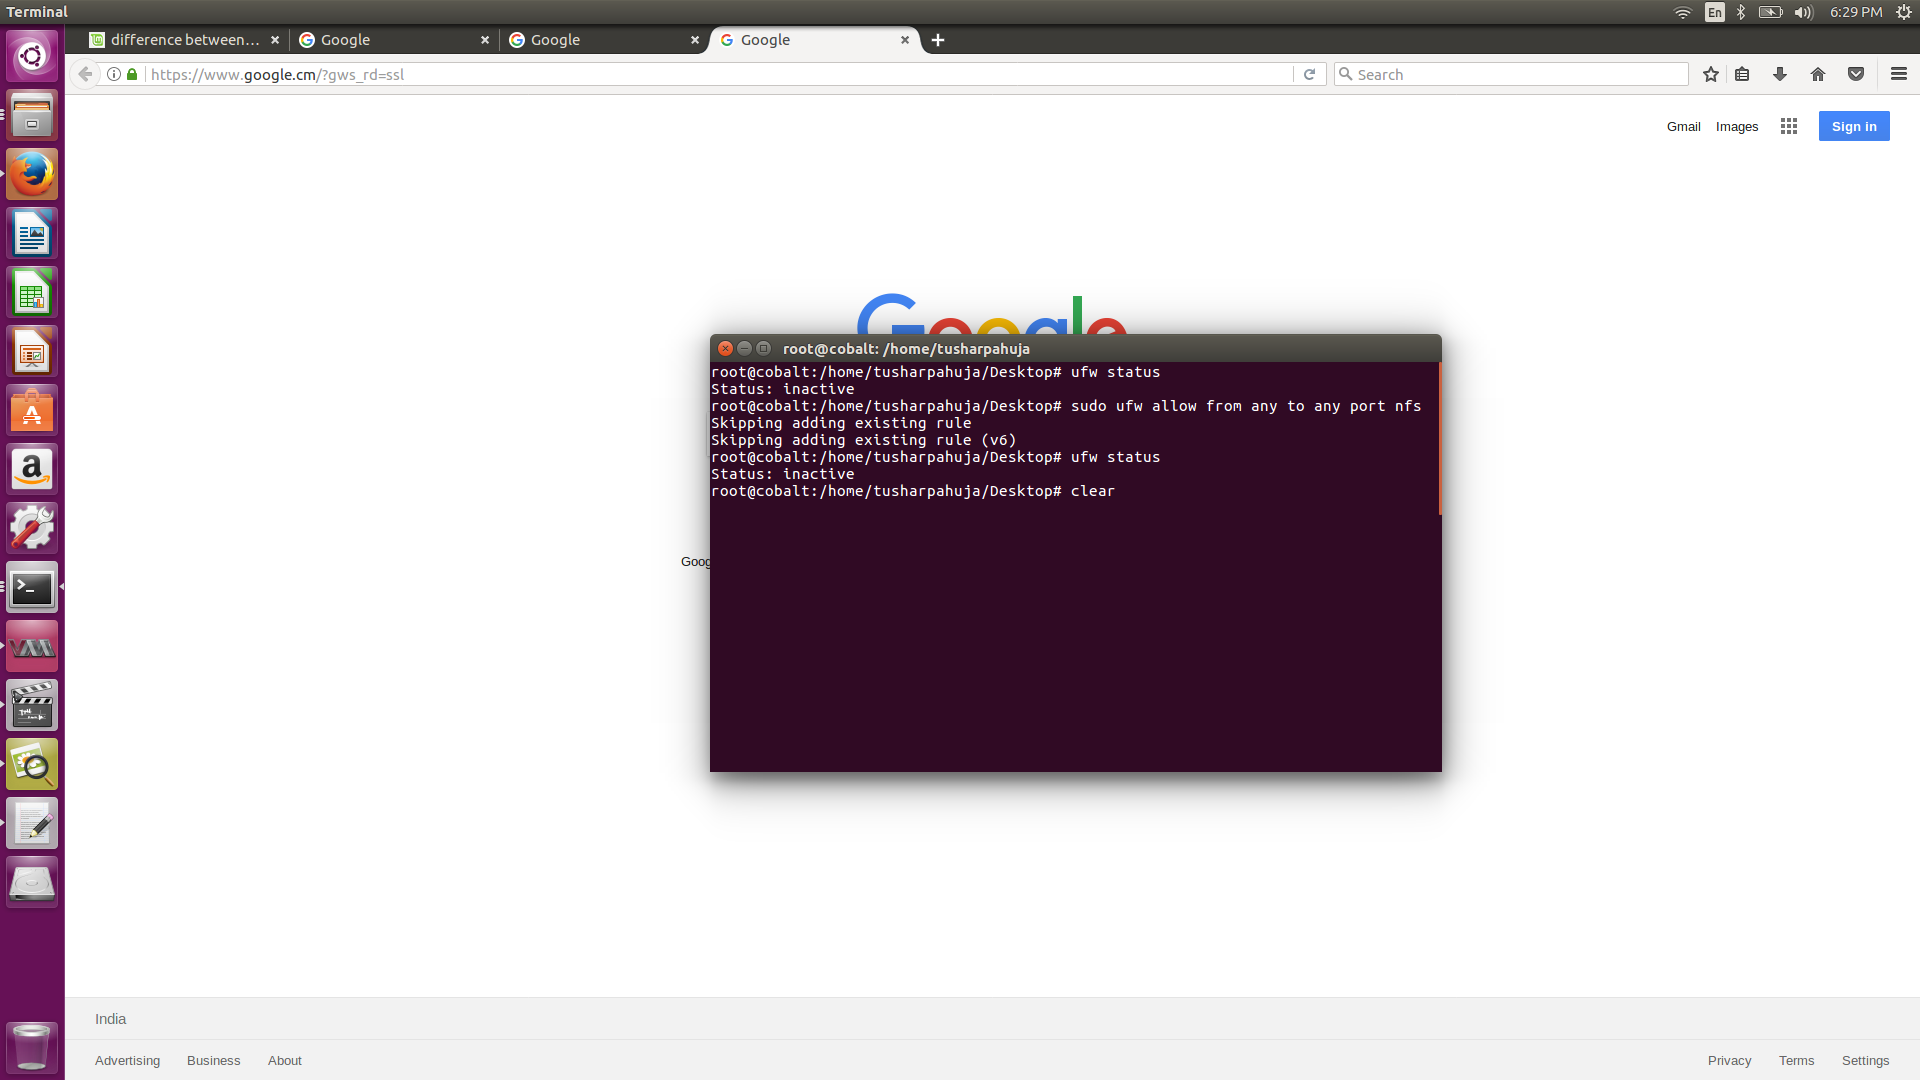 Terminal
En
6:29 PM
difference between...
Google
Google
Google
https://www.google.cm/?gws_rd=ssl
Search
Gmail
Images
Sign in
Google
root@cobalt: /home/tusharpahuja
root@cobalt:/home/tusharpahuja/Desktop# ufw status
Status: inactive
root@cobalt:/home/tusharpahuja/Desktop# sudo ufw allow from any to any port nfs
Skipping adding existing rule
Skipping adding existing rule (v6)
root@cobalt:/home/tusharpahuja/Desktop# ufw status
Status: inactive
root@cobalt:/home/tusharpahuja/Desktop# clear
Goog
India
Advertising
Business
About
Privacy
Terms
Settings